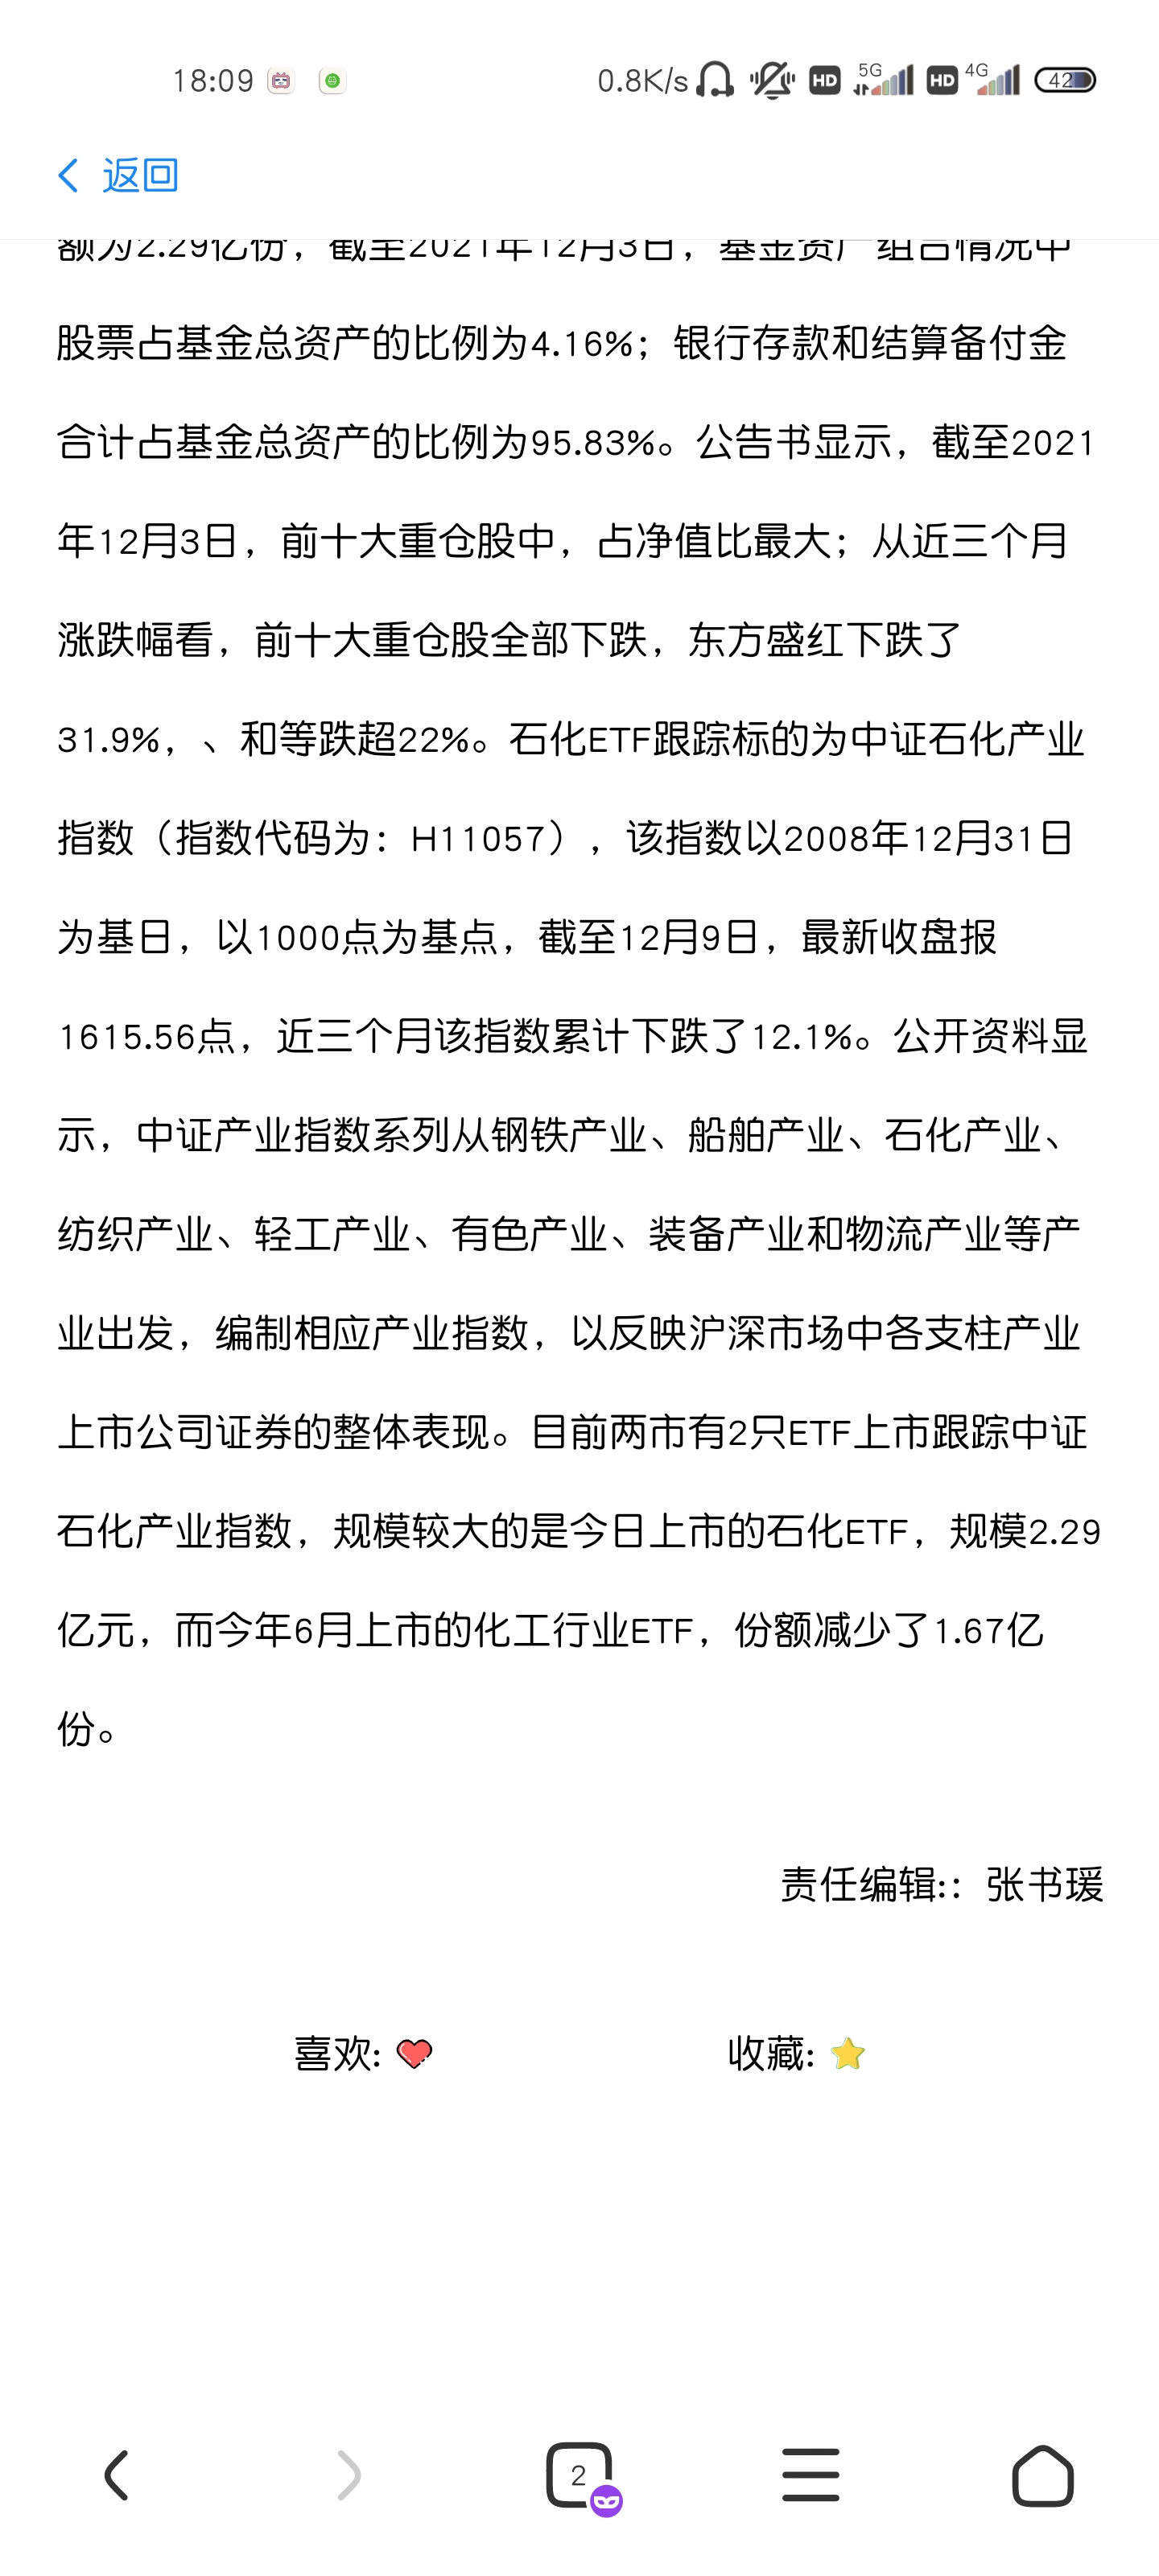 18:09 0.8K/s HD 5G HD 4G 42
返回
额为2.29亿份，截至2021年12月3日，基金资产组合情况中
股票占基金总资产的比例为4.16%；银行存款和结算备付金
合计占基金总资产的比例为95.83%。公告书显示，截至2021
年12月3日，前十大重仓股中，占净值比最大；从近三个月
涨跌幅看，前十大重仓股全部下跌，东方盛红下跌了
31.9%，、和等跌超22%。石化ETF跟踪标的为中证石化产业
指数（指数代码为：H11057），该指数以2008年12月31日
为基日，以1000点为基点，截至12月9日，最新收盘报
1615.56点，近三个月该指数累计下跌了12.1%。公开资料显
示，中证产业指数系列从钢铁产业、船舶产业、石化产业、
纺织产业、轻工产业、有色产业、装备产业和物流产业等产
业出发，编制相应产业指数，以反映沪深市场中各支柱产业
上市公司证券的整体表现。目前两市有2只ETF上市跟踪中证
石化产业指数，规模较大的是今日上市的石化ETF，规模2.29
亿元，而今年6月上市的化工行业ETF，份额减少了1.67亿
份。
责任编辑:：张书瑗
喜欢: 收藏:
2